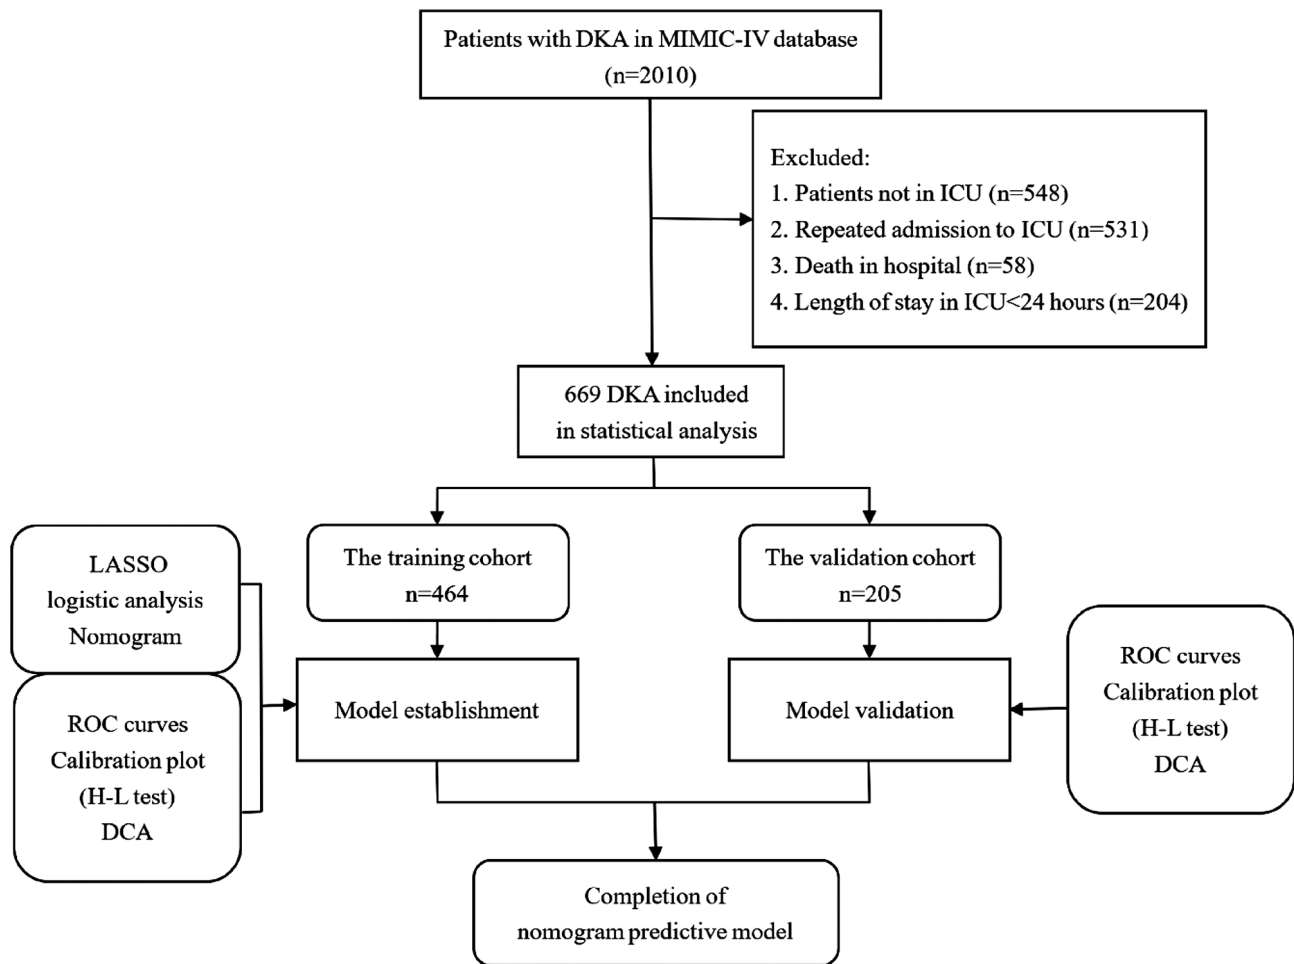 Patients with DKA in MIMIC-IV database
(n=2010)
Excluded:
1. Patients not in ICU (n=548)
2. Repeated admission to ICU (n=531)
3. Death in hospital (n=58)
4. Length of stay in ICU<24 hours (n=204)
669 DKA included
in statistical analysis
LASSO
logistic analysis
Nomogram
The training cohort
n=464
The validation cohort
n=205
ROC curves
Calibration plot
(H-L test)
DCA
Model establishment
Model validation
ROC curves
Calibration plot
(H-L test)
DCA
Completion of
nomogram predictive model